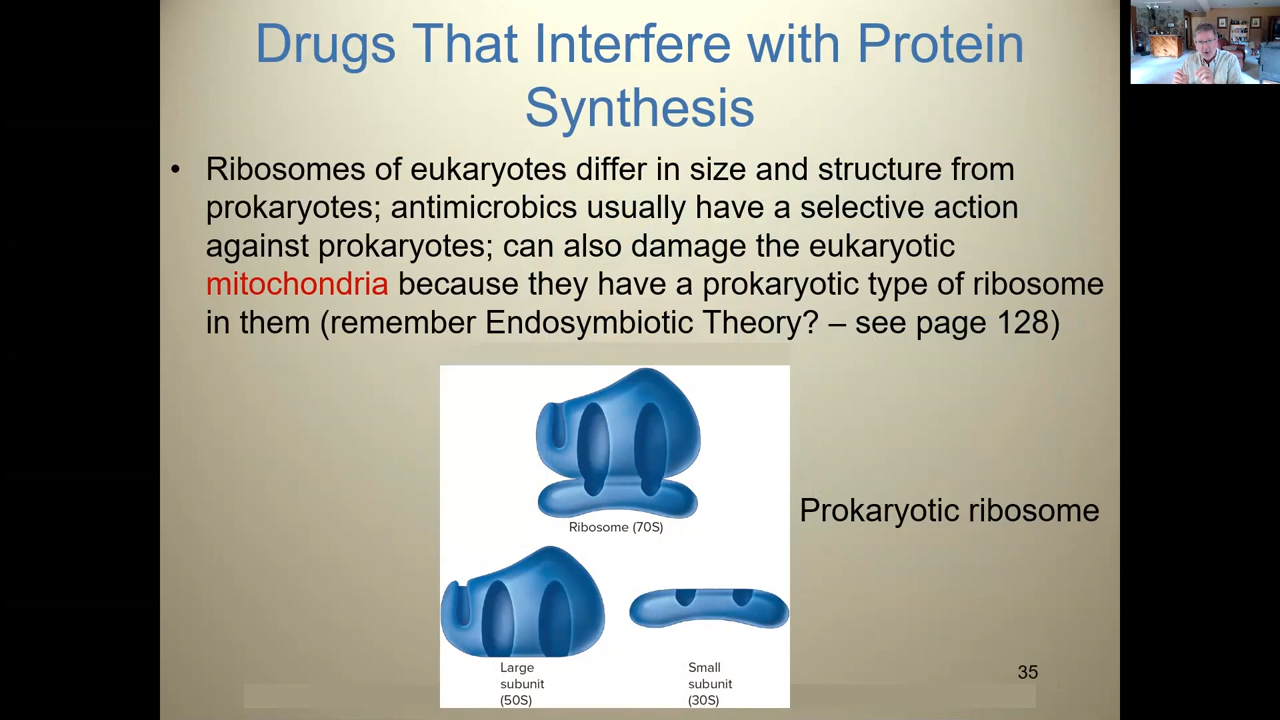 Drugs That Interfere with Protein
Synthesis
• Ribosomes of eukaryotes differ in size and structure from
prokaryotes; antimicrobics usually have a selective action
against prokaryotes; can also damage the eukaryotic
mitochondria because they have a prokaryotic type of ribosome
in them (remember Endosymbiotic Theory? – see page 128)
Ribosome (70S)
Prokaryotic ribosome
Large
subunit
(50S)
Small
subunit
(30S)
35